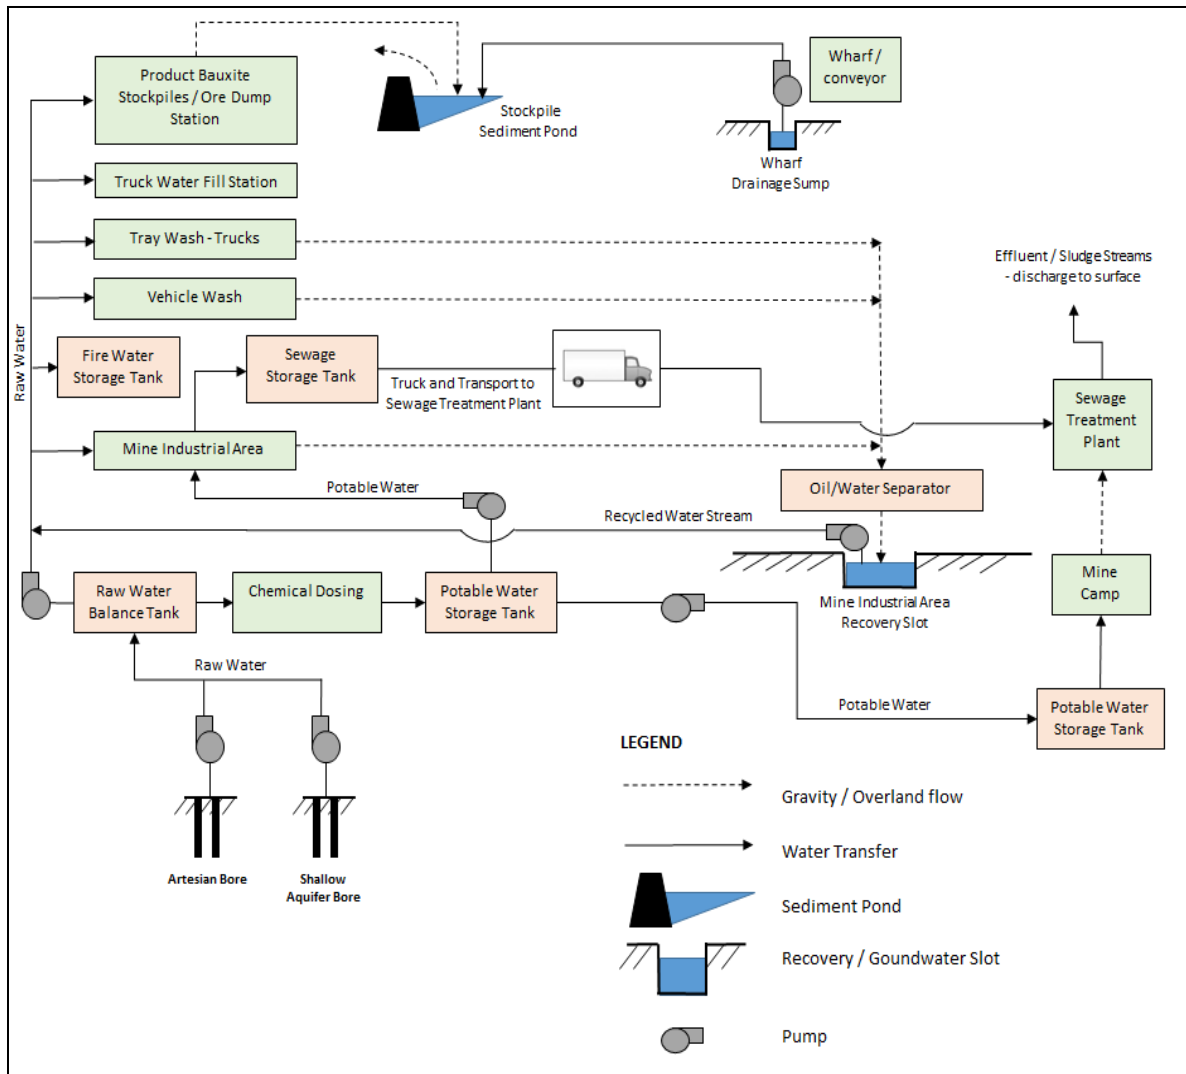 Product Bauxite
Stockpiles / Ore Dump
Station
Stockpile
Sediment Pond
Wharf /
conveyor
Wharf
Drainage Sump
Truck Water Fill Station
Tray Wash - Trucks
Vehicle Wash
Effluent / Sludge Streams
- discharge to surface
Raw Water
Fire Water
Storage Tank
Sewage
Storage Tank
Truck and Transport to
Sewage Treatment Plant
Sewage
Treatment
Plant
Mine Industrial Area
Potable Water
Oil/Water Separator
Recycled Water Stream
Raw Water
Balance Tank
Chemical Dosing
Potable Water
Storage Tank
Mine Industrial Area
Recovery Slot
Mine
Camp
Raw Water
Potable Water
Potable Water
Storage Tank
Artesian Bore
Shallow
Aquifer Bore
LEGEND
Gravity / Overland flow
Water Transfer
Sediment Pond
Recovery / Goundwater Slot
Pump